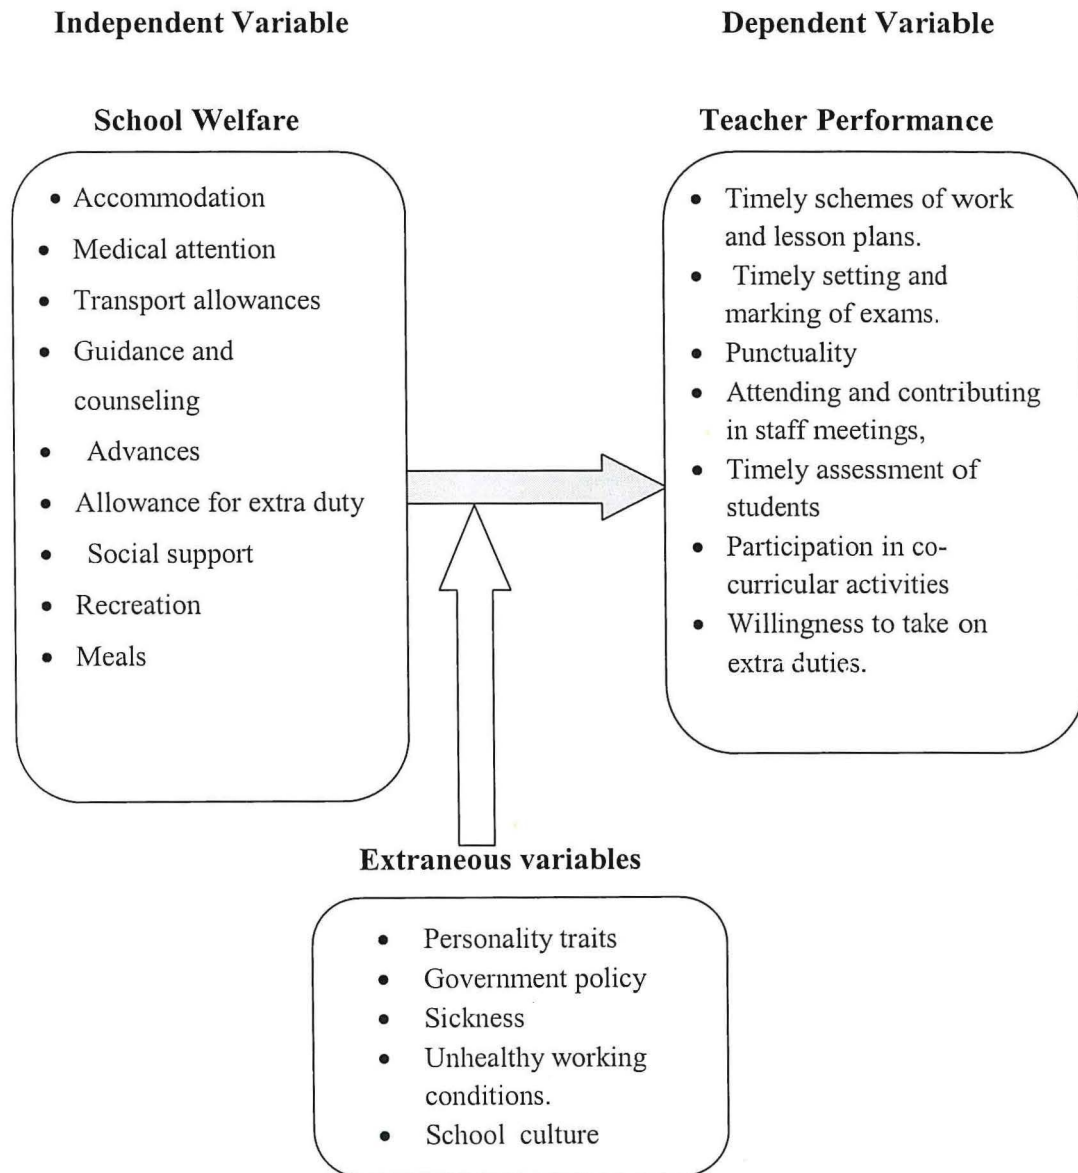 Independent Variable
Dependent Variable
School Welfare
Teacher Performance
• Accommodation
• Medical attention
• Transport allowances
• Guidance and
counseling
• Advances
• Allowance for extra duty
• Social support
• Recreation
• Meals
• Timely schemes of work
and lesson plans.
• Timely setting and
marking of exams.
• Punctuality
• Attending and contributing
in staff meetings,
• Timely assessment of
students
• Participation in co-
curricular activities
• Willingness to take on
extra duties.
Extraneous variables
• Personality traits
• Government policy
• Sickness
• Unhealthy working
conditions.
• School culture